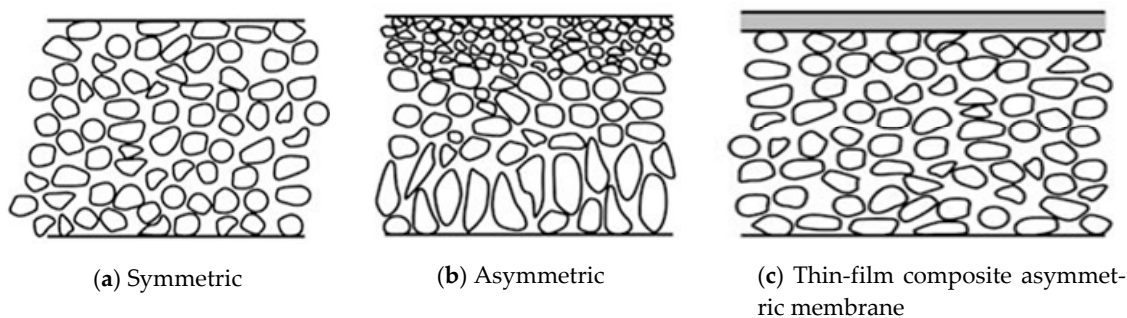 (a) Symmetric
(b) Asymmetric
(c) Thin-film composite asymmet-
ric membrane